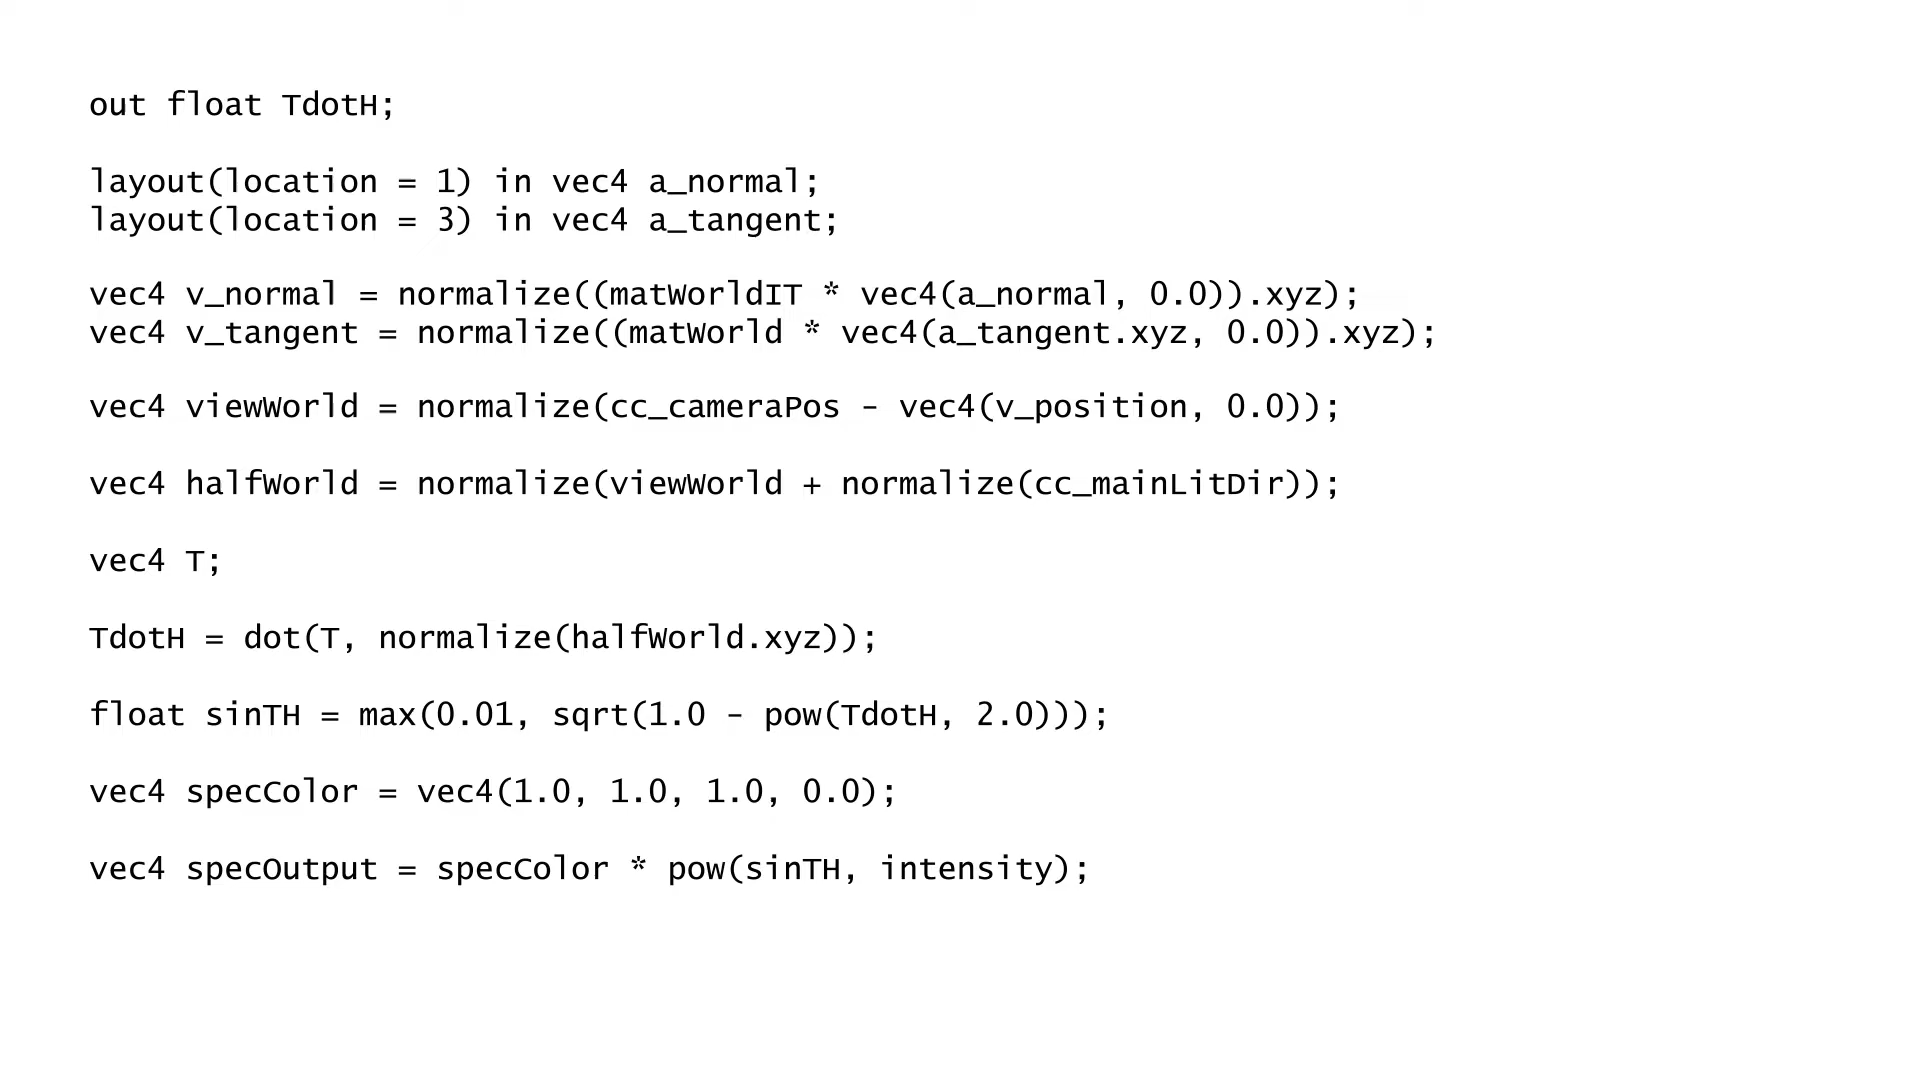 out float TdotH;
layout(location = 1) in vec4 a_normal;
layout(location = 3) in vec4 a_tangent;
vec4 v_normal = normalize((matWorldIT * vec4(a_normal, 0.0)).xyz);
vec4 v_tangent = normalize((matWorld * vec4(a_tangent.xyz, 0.0)).xyz);
vec4 viewWorld = normalize(cc_cameraPos - vec4(v_position, 0.0));
vec4 halfWorld = normalize(viewWorld + normalize(cc_mainLitDir));
vec4 T;
TdotH = dot(T, normalize(halfWorld.xyz));
float sinTH = max(0.01, sqrt(1.0 - pow(TdotH, 2.0)));
vec4 specColor = vec4(1.0, 1.0, 1.0, 0.0);
vec4 specOutput = specColor * pow(sinTH, intensity);